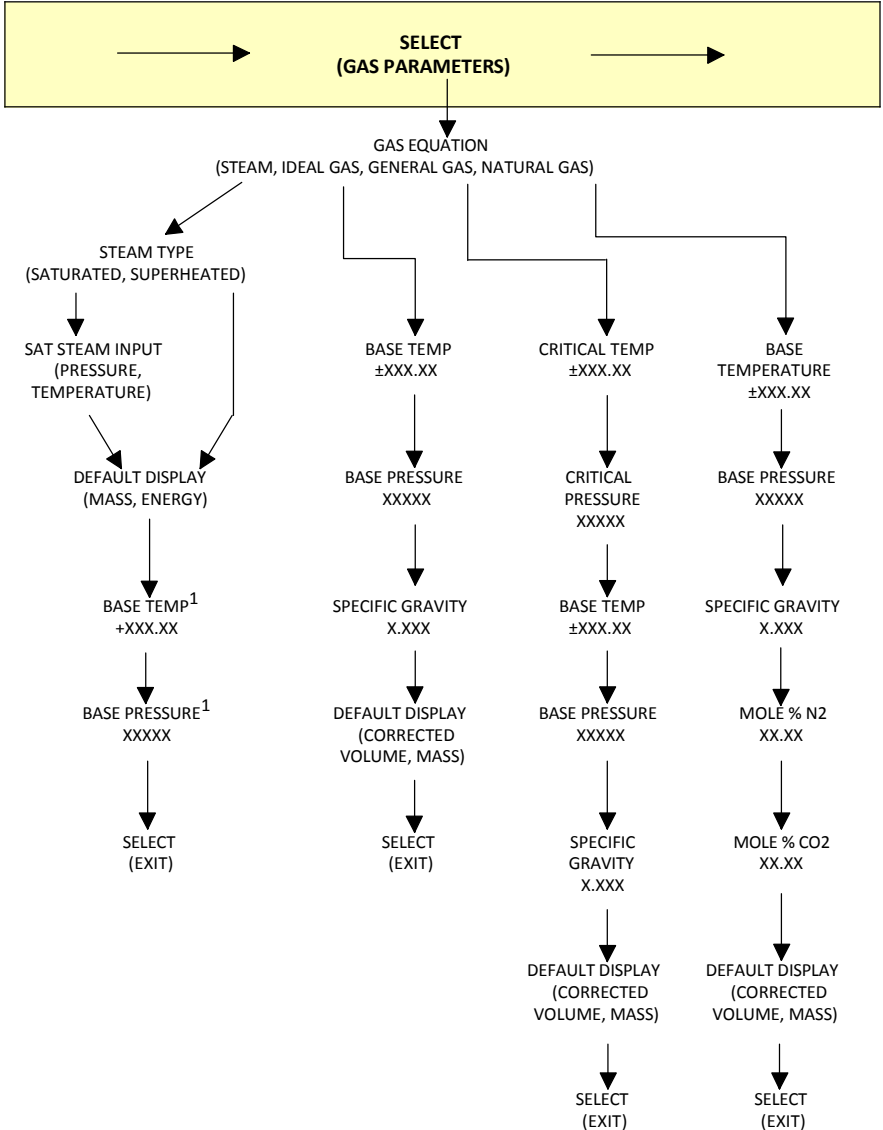 SELECT
(GAS PARAMETERS)
GAS EQUATION
(STEAM, IDEAL GAS, GENERAL GAS, NATURAL GAS)
STEAM TYPE
(SATURATED, SUPERHEATED)
SAT STEAM INPUT
(PRESSURE,
TEMPERATURE)
DEFAULT DISPLAY
(MASS, ENERGY)
BASE TEMP1
+XXX.XX
BASE PRESSURE1
XXXXX
SELECT
(EXIT)
BASE TEMP
±XXX.XX
BASE PRESSURE
XXXXX
SPECIFIC GRAVITY
X.XXX
DEFAULT DISPLAY
(CORRECTED
VOLUME, MASS)
SELECT
(EXIT)
CRITICAL TEMP
±XXX.XX
CRITICAL
PRESSURE
XXXXX
BASE TEMP
±XXX.XX
BASE PRESSURE
XXXXX
SPECIFIC
GRAVITY
X.XXX
DEFAULT DISPLAY
(CORRECTED
VOLUME, MASS)
SELECT
(EXIT)
BASE
TEMPERATURE
±XXX.XX
BASE PRESSURE
XXXXX
SPECIFIC GRAVITY
X.XXX
MOLE % N2
XX.XX
MOLE % CO2
XX.XX
DEFAULT DISPLAY
(CORRECTED
VOLUME, MASS)
SELECT
(EXIT)